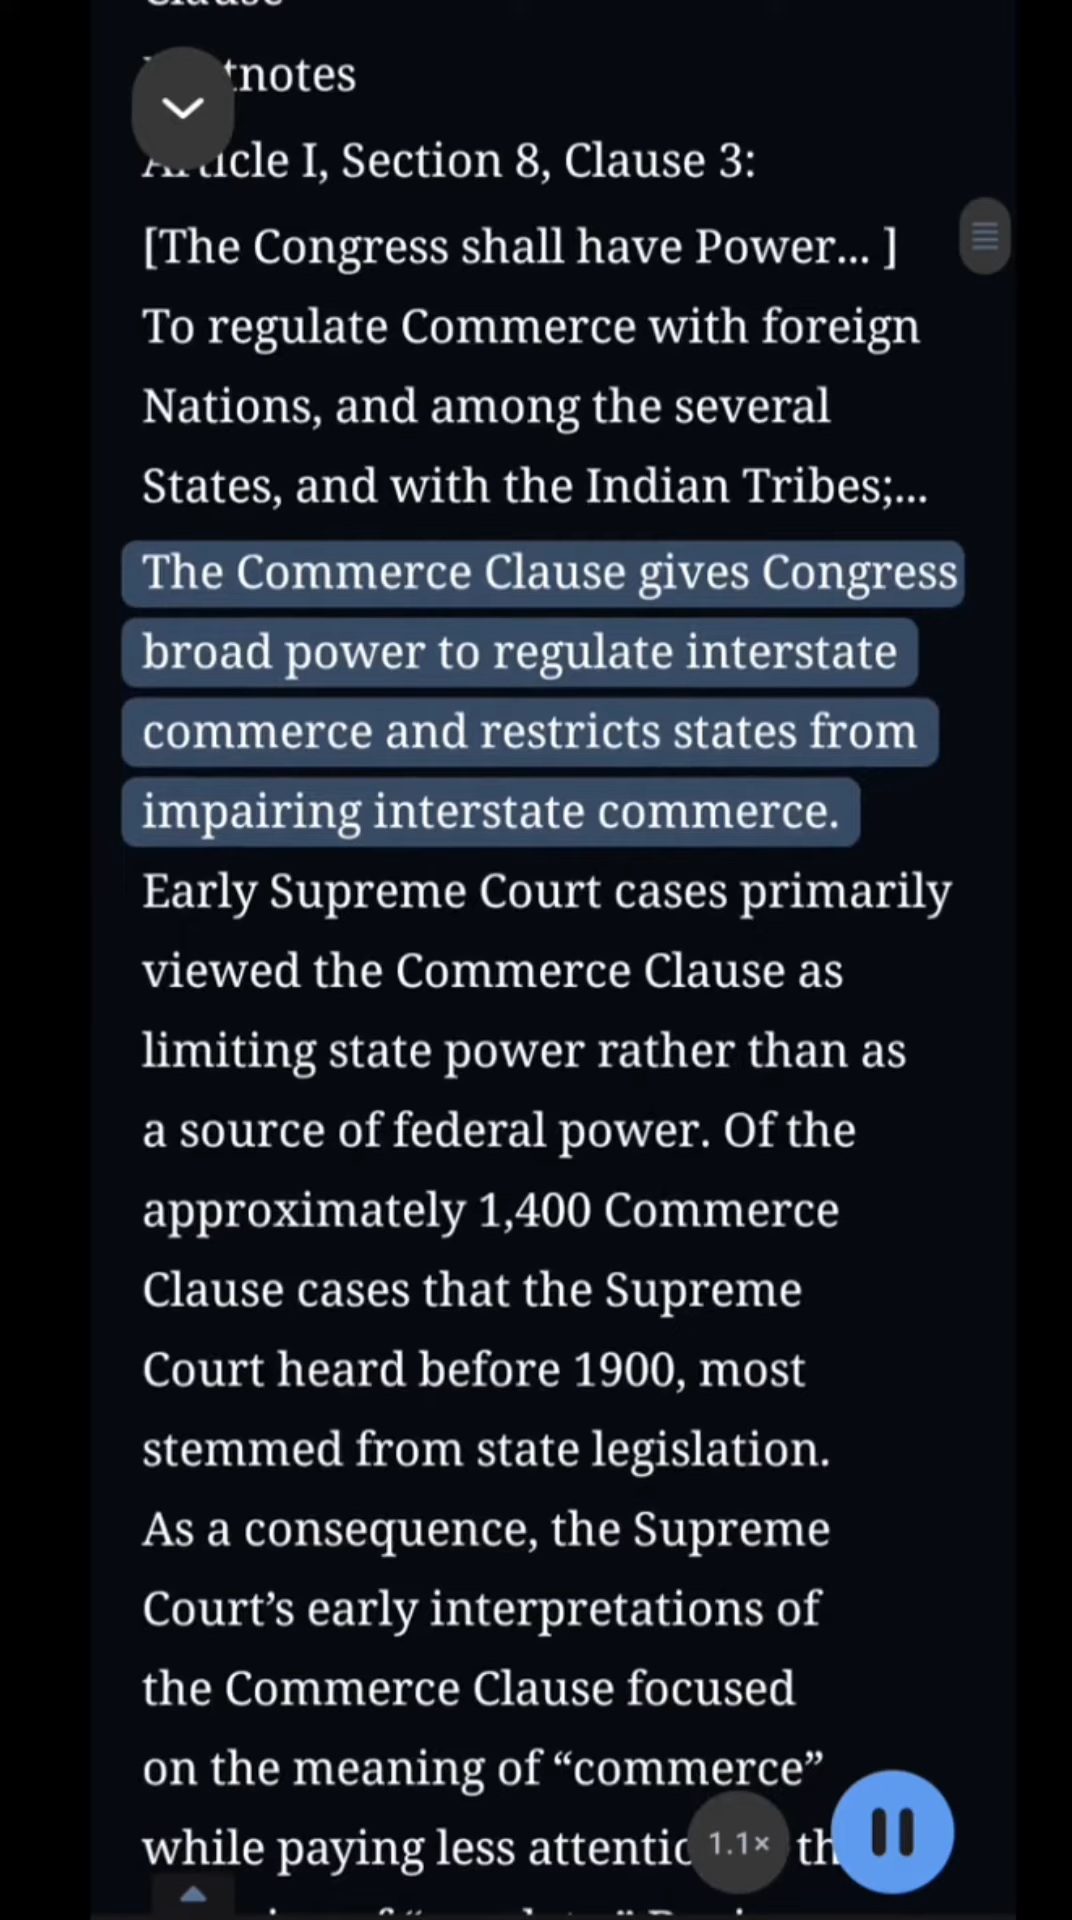 tnotes
Article I, Section 8, Clause 3:
[The Congress shall have Power... ]
To regulate Commerce with foreign
Nations, and among the several
States, and with the Indian Tribes;...
The Commerce Clause gives Congress
broad power to regulate interstate
commerce and restricts states from
impairing interstate commerce.
Early Supreme Court cases primarily
viewed the Commerce Clause as
limiting state power rather than as
a source of federal power. Of the
approximately 1,400 Commerce
Clause cases that the Supreme
Court heard before 1900, most
stemmed from state legislation.
As a consequence, the Supreme
Court’s early interpretations of
the Commerce Clause focused
on the meaning of “commerce”
while paying less attentio th
1.1×